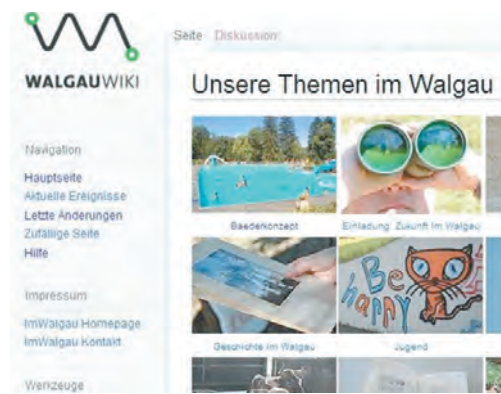 WALGAUWIKI
Seite Diskussion
Unsere Themen im Walgau
Navigation
Hauptseite
Aktuelle Ereignisse
Letzte Änderungen
Zufällige Seite
Hilfe
Impressum
ImWalgau Homepage
ImWalgau Kontakt
Werkzeuge
Baederkonzept
Einladung: Zukunft im Walgau
Be
happy
Geschichte im Walgau
Jugend